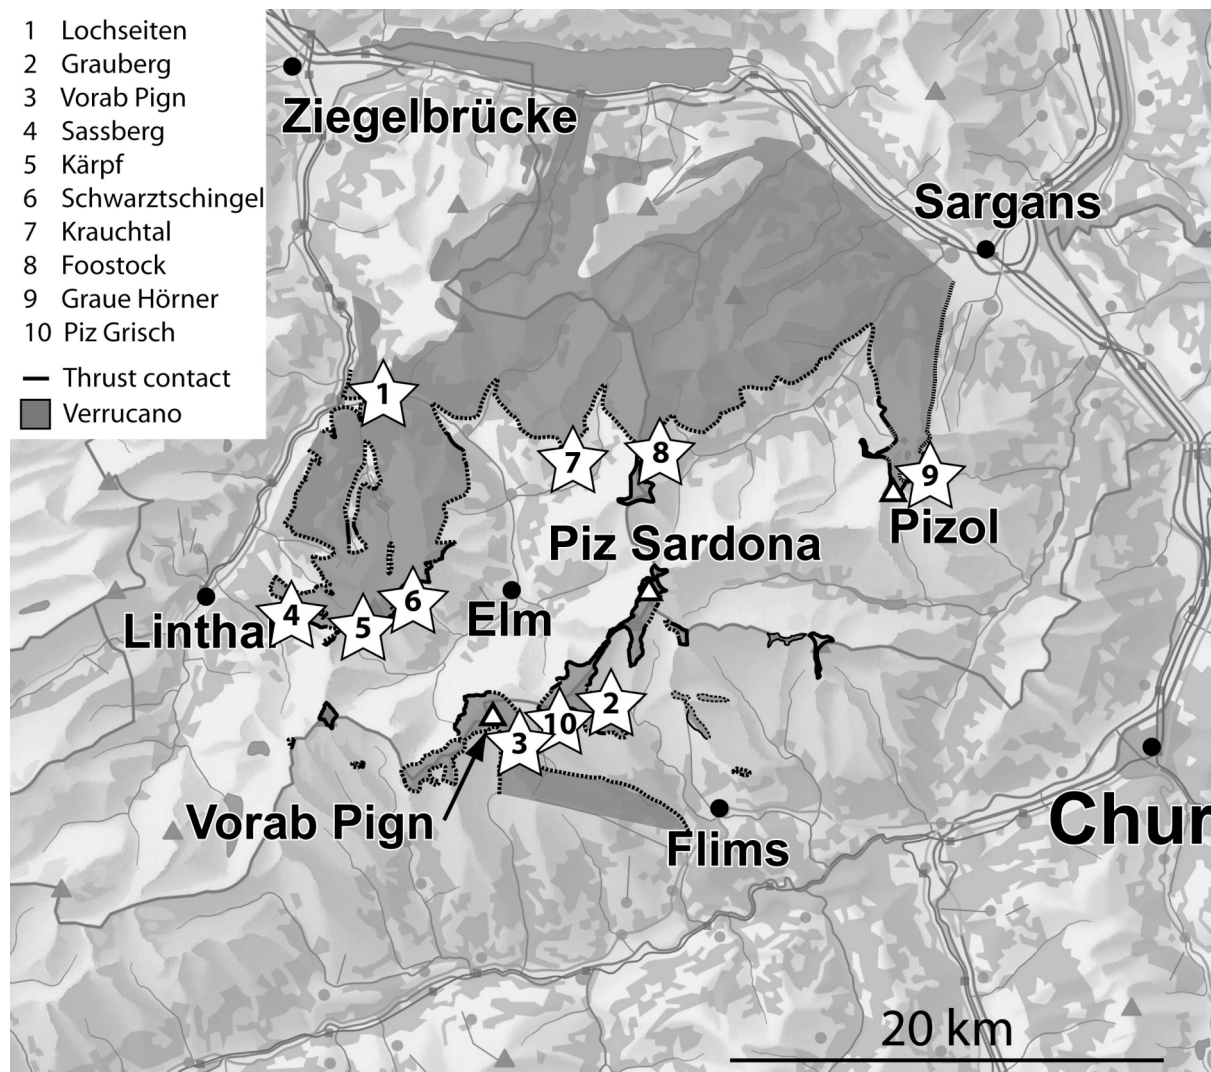 1 Lochseiten
2 Grauberg
3 Vorab Pign
4 Sassberg
5 Kärpf
6 Schwarztschingel
7 Krauchtal
8 Foostock
9 Graue Hörner
10 Piz Grisch
Thrust contact
Verrucano
Ziegelbrücke
Sargans
1
7
8
9
Pizol
Piz Sardona
4
5
6
Elm
Lintha
2
10
3
Vorab Pign
Flims
Chur
20 km